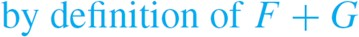 by definition of F + G